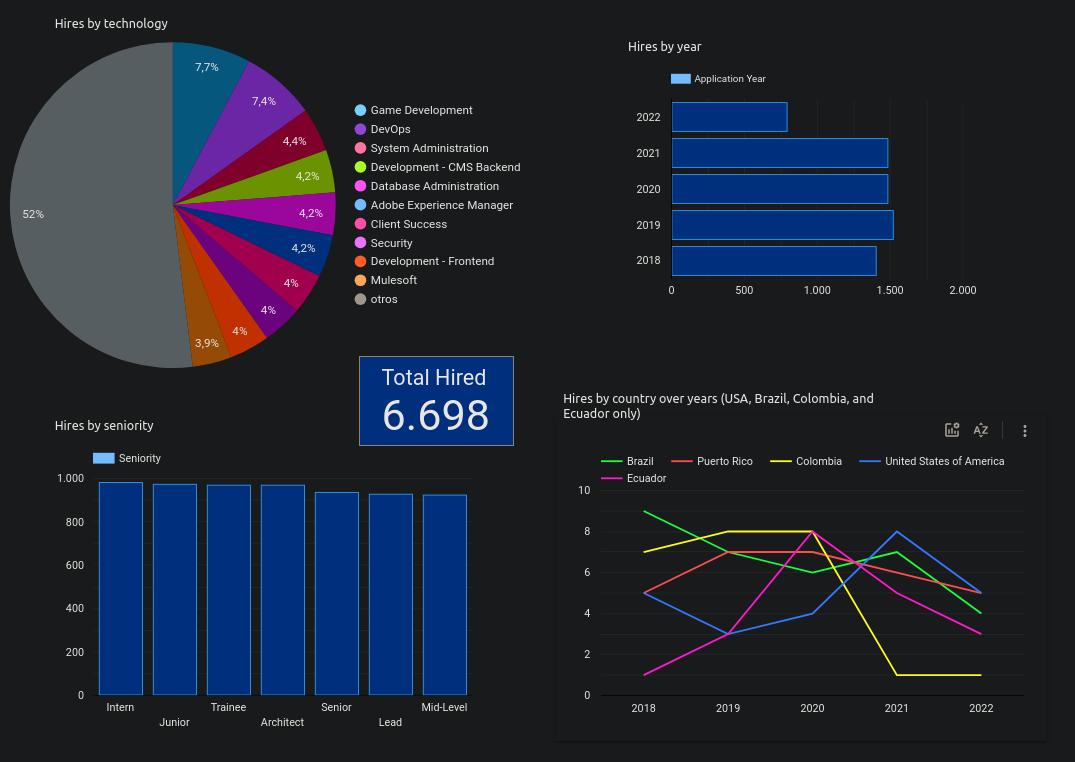 Hires by technology
7,7%
7,4%
4,4%
4,2%
4,2%
4,2%
4%
4%
4%
3,9%
52%
Game Development
DevOps
System Administration
Development - CMS Backend
Database Administration
Adobe Experience Manager
Client Success
Security
Development - Frontend
Mulesoft
otros
Hires by year
Application Year
2022
2021
2020
2019
2018
0 500 1.000 1.500 2.000
Total Hired
6.698
Hires by seniority
Seniority
1.000
800
600
400
200
0
Intern Trainee Senior Mid-Level
Junior Architect Lead
Hires by country over years (USA, Brazil, Colombia, and
Ecuador only)
AZ
Brazil Puerto Rico Colombia United States of America
Ecuador
10
8
6
4
2
0
2018 2019 2020 2021 2022